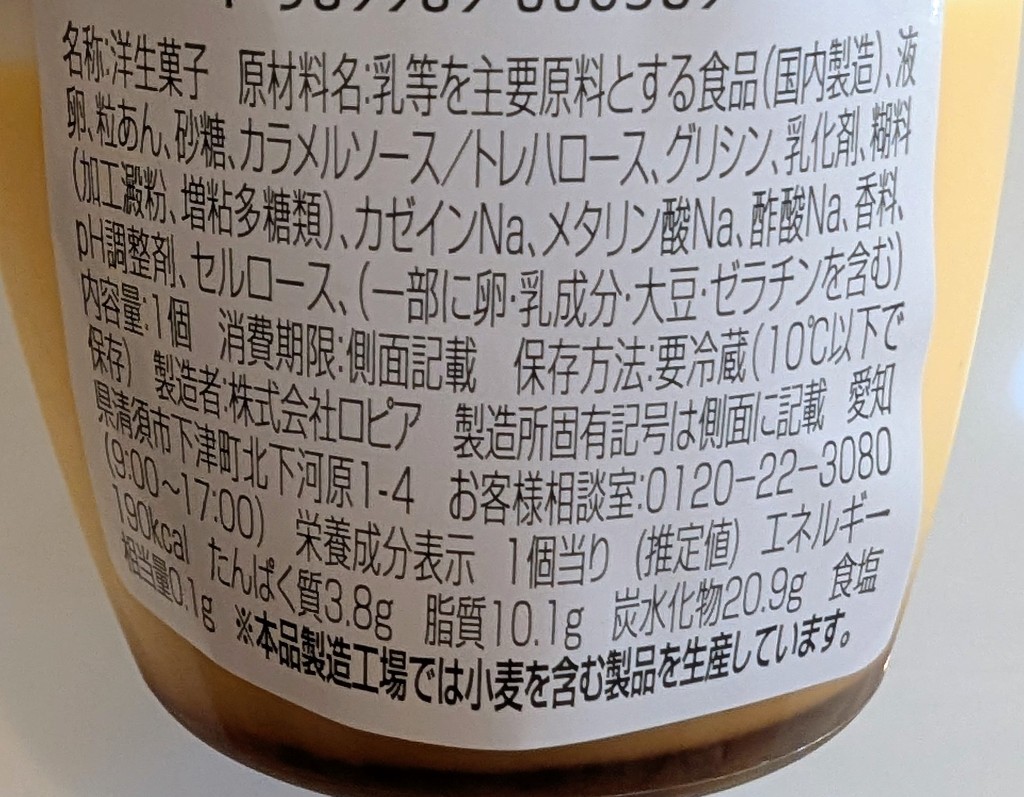 名称:洋生菓子 原材料名:乳等を主要原料とする食品(国内製造)、液
卵、粒あん、砂糖、カラメルソース/トレハロース、グリシン、乳化剤、糊料
(加工澱粉、増粘多糖類)、カゼインNa、メタリン酸Na、酢酸Na、香料、
pH調整剤、セルロース、(一部に卵・乳成分・大豆・ゼラチンを含む)
内容量:1個 消費期限:側面記載 保存方法:要冷蔵(10℃以下で
保存) 製造者:株式会社ロピア 製造所固有記号は側面に記載 愛知
県清須市下津町北下河原1-4 お客様相談室:0120-22-3080
(9:00~17:00) 栄養成分表示 1個当り (推定値) エネルギー
190kcal たんぱく質3.8g 脂質10.1g 炭水化物20.9g 食塩
相当量0.1g ※本品製造工場では小麦を含む製品を生産しています。